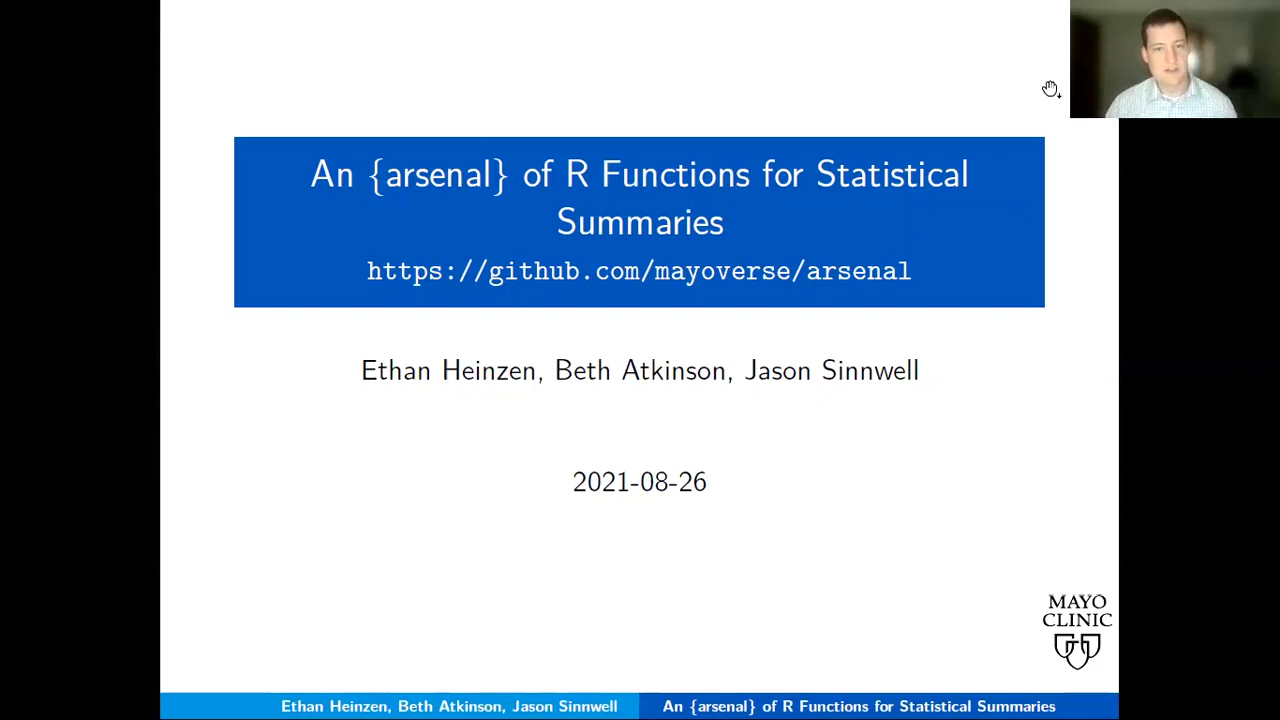 An {arsenal} of R Functions for Statistical
Summaries
https://github.com/mayoverse/arsenal
Ethan Heinzen, Beth Atkinson, Jason Sinnwell
2021-08-26
MAYO
CLINIC
Ethan Heinzen, Beth Atkinson, Jason Sinnwell
An {arsenal} of R Functions for Statistical Summaries